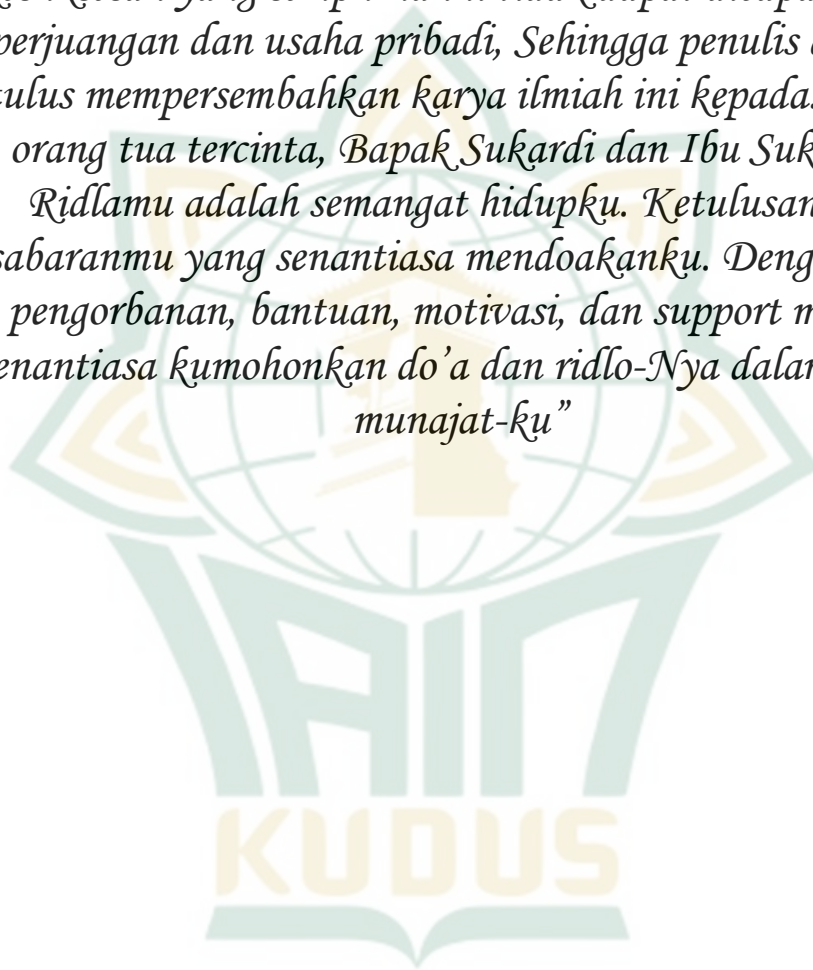 perjuangan dan usaha pribadi, Sehingga penulis
tulus mempersembahkan karya ilmiah ini kepada
orang tua tercinta, Bapak Sukardi dan Ibu Suk
Ridlamu adalah semangat hidupku. Ketulusan
sabaranmu yang senantiasa mendoakanku. Deng
pengorbanan, bantuan, motivasi, dan support m
enantiasa kumohonkan do’a dan ridlo-Nya dalam
munajat-ku”
IAIN
KUDUS